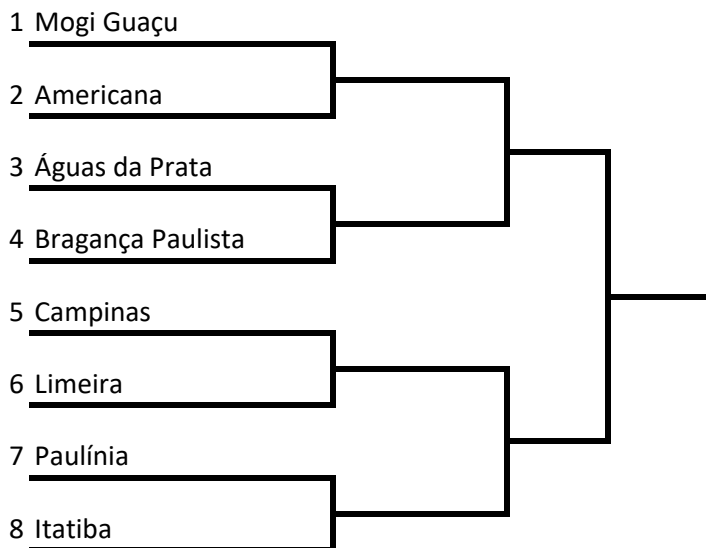 1 Mogi Guaçu
2 Americana
3 Águas da Prata
4 Bragança Paulista
5 Campinas
6 Limeira
7 Paulínia
8 Itatiba